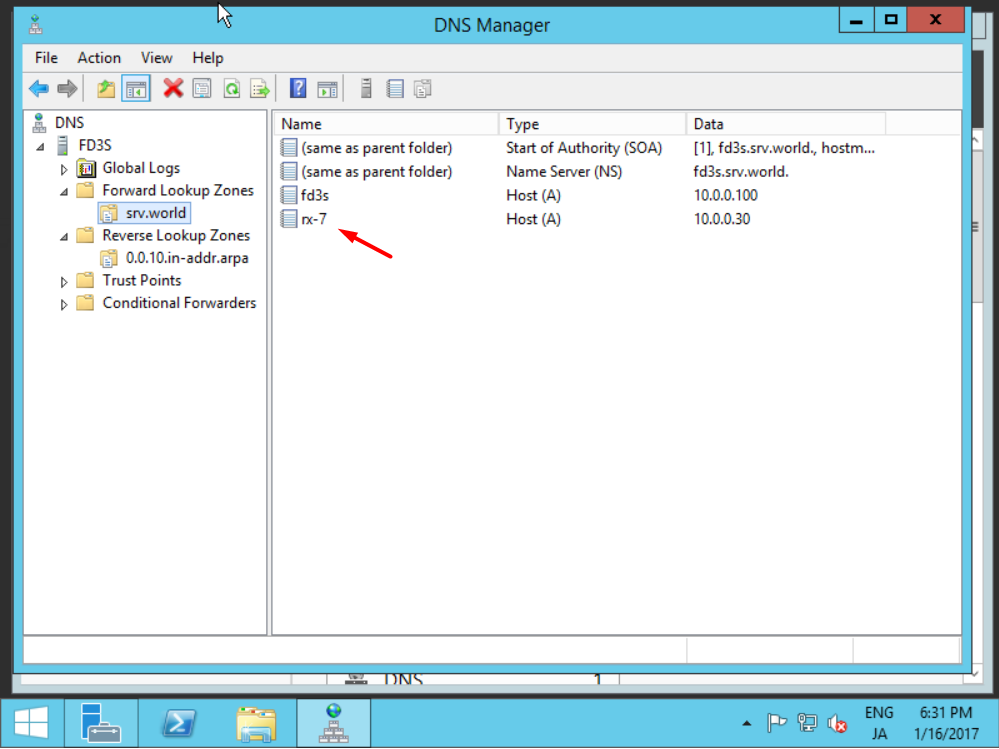 DNS Manager
File Action View Help
DNS
FD3S
Global Logs
Forward Lookup Zones
srv.world
Reverse Lookup Zones
0.0.10.in-addr.arpa
Trust Points
Conditional Forwarders
Name Type Data
(same as parent folder) Start of Authority (SOA) [1], fd3s.srv.world., hostm...
(same as parent folder) Name Server (NS) fd3s.srv.world.
fd3s Host (A) 10.0.0.100
rx-7 Host (A) 10.0.0.30
DNS 1
ENG 6:31 PM
JA 1/16/2017